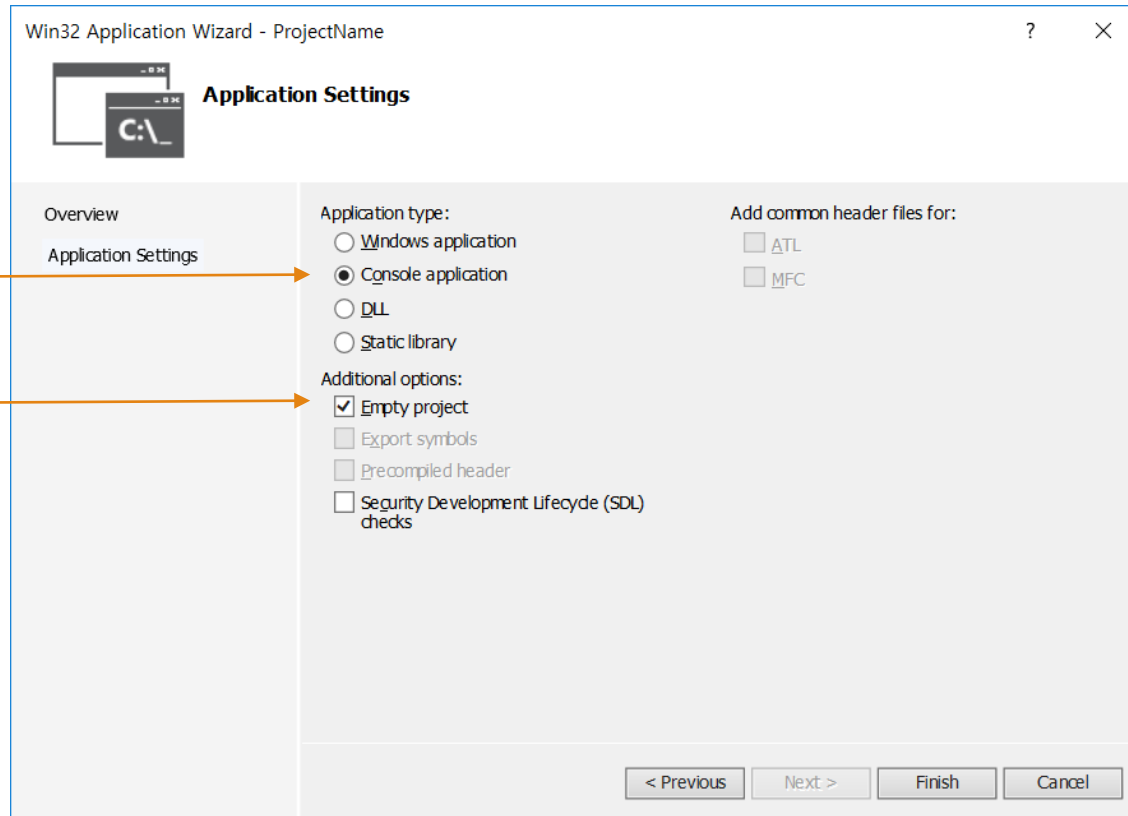 Win32 Application Wizard - ProjectName
?
C:\_
Application Settings
Overview
Application Settings
Application type:
Windows application
Console application
DLL
Static library
Additional options:
Empty project
Export symbols
Precompiled header
Security Development Lifecycle (SDL)
checks
Add common header files for:
ATL
MFC
< Previous
Next >
Finish
Cancel